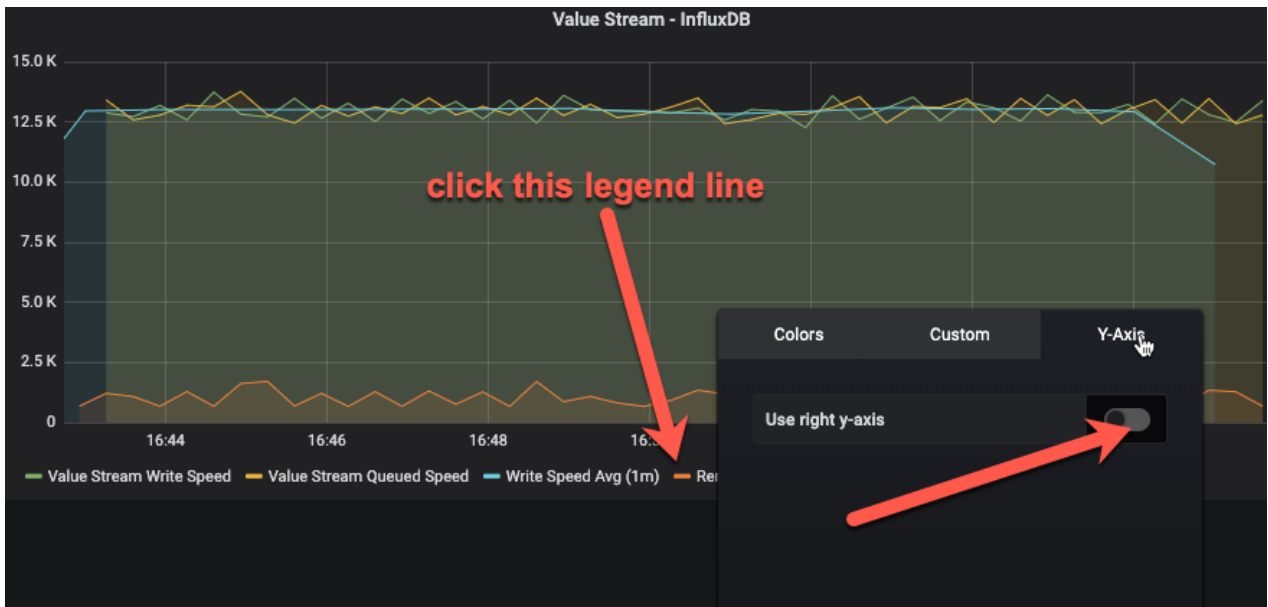 Value Stream - InfluxDB
15.0 K
12.5 K
10.0 K
click this legend line
7.5 K
5.0 K
Colors Custom Y-Axis
2.5 K
Use right y-axis
0
16:44 16:46 16:48
Value Stream Write Speed Value Stream Queued Speed Write Speed Avg (1m)